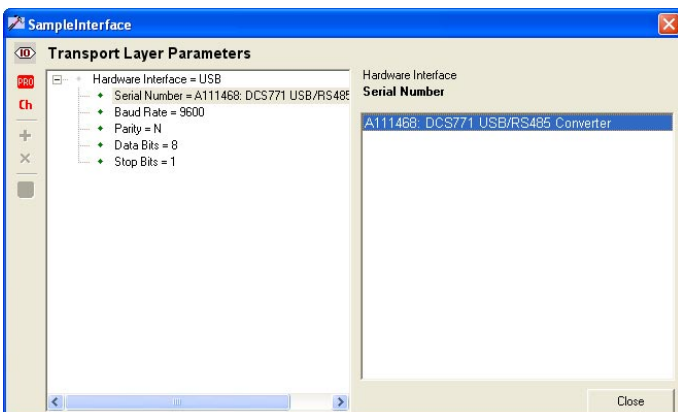 SampleInterface
IO
Transport Layer Parameters
PRO
Ch
Hardware Interface = USB
Serial Number = A111468: DCS771 USB/RS485
Baud Rate = 9600
Parity = N
Data Bits = 8
Stop Bits = 1
Hardware Interface
Serial Number
A111468: DCS771 USB/RS485 Converter
Close